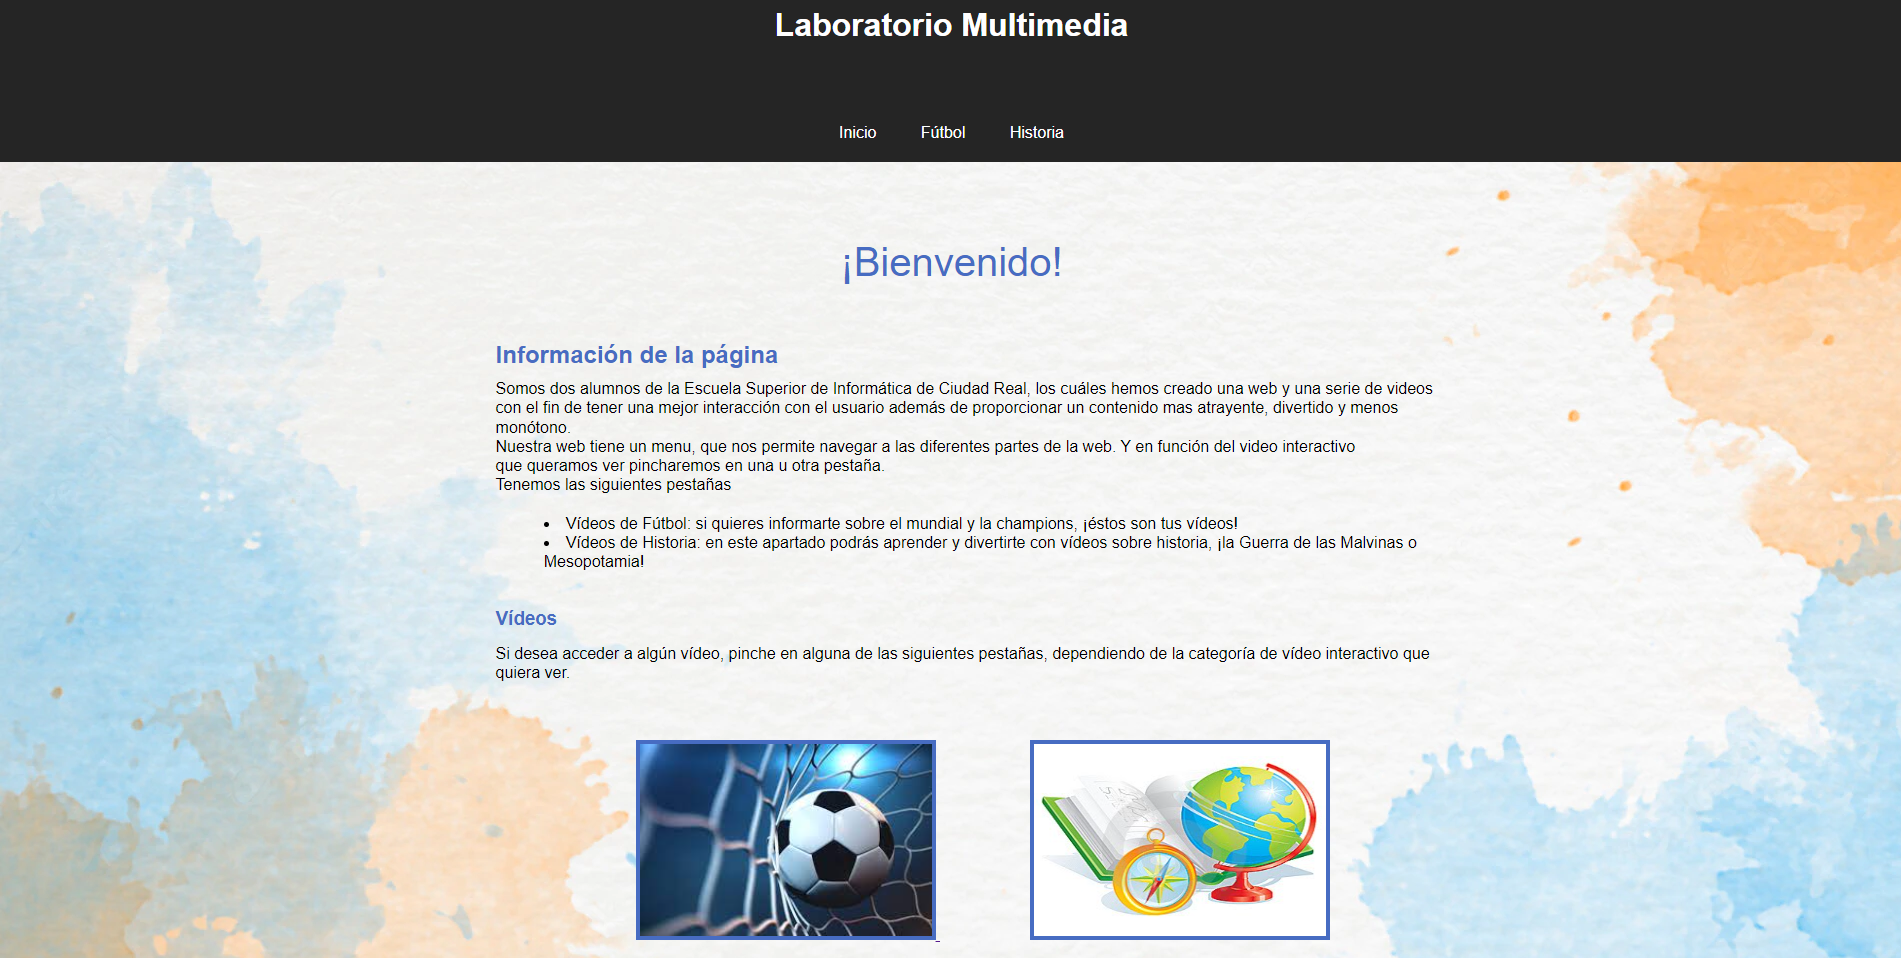 Laboratorio Multimedia
Inicio Fútbol Historia
¡Bienvenido!
Información de la página
Somos dos alumnos de la Escuela Superior de Informática de Ciudad Real, los cuáles hemos creado una web y una serie de videos
con el fin de tener una mejor interacción con el usuario además de proporcionar un contenido mas atrayente, divertido y menos
monótono.
Nuestra web tiene un menu, que nos permite navegar a las diferentes partes de la web. Y en función del video interactivo
que queramos ver pincharemos en una u otra pestaña.
Tenemos las siguientes pestañas
• Vídeos de Fútbol: si quieres informarte sobre el mundial y la champions, ¡éstos son tus vídeos!
• Vídeos de Historia: en este apartado podrás aprender y divertirte con vídeos sobre historia, ¡la Guerra de las Malvinas o
Mesopotamia!
Vídeos
Si desea acceder a algún vídeo, pinche en alguna de las siguientes pestañas, dependiendo de la categoría de vídeo interactivo que
quiera ver.